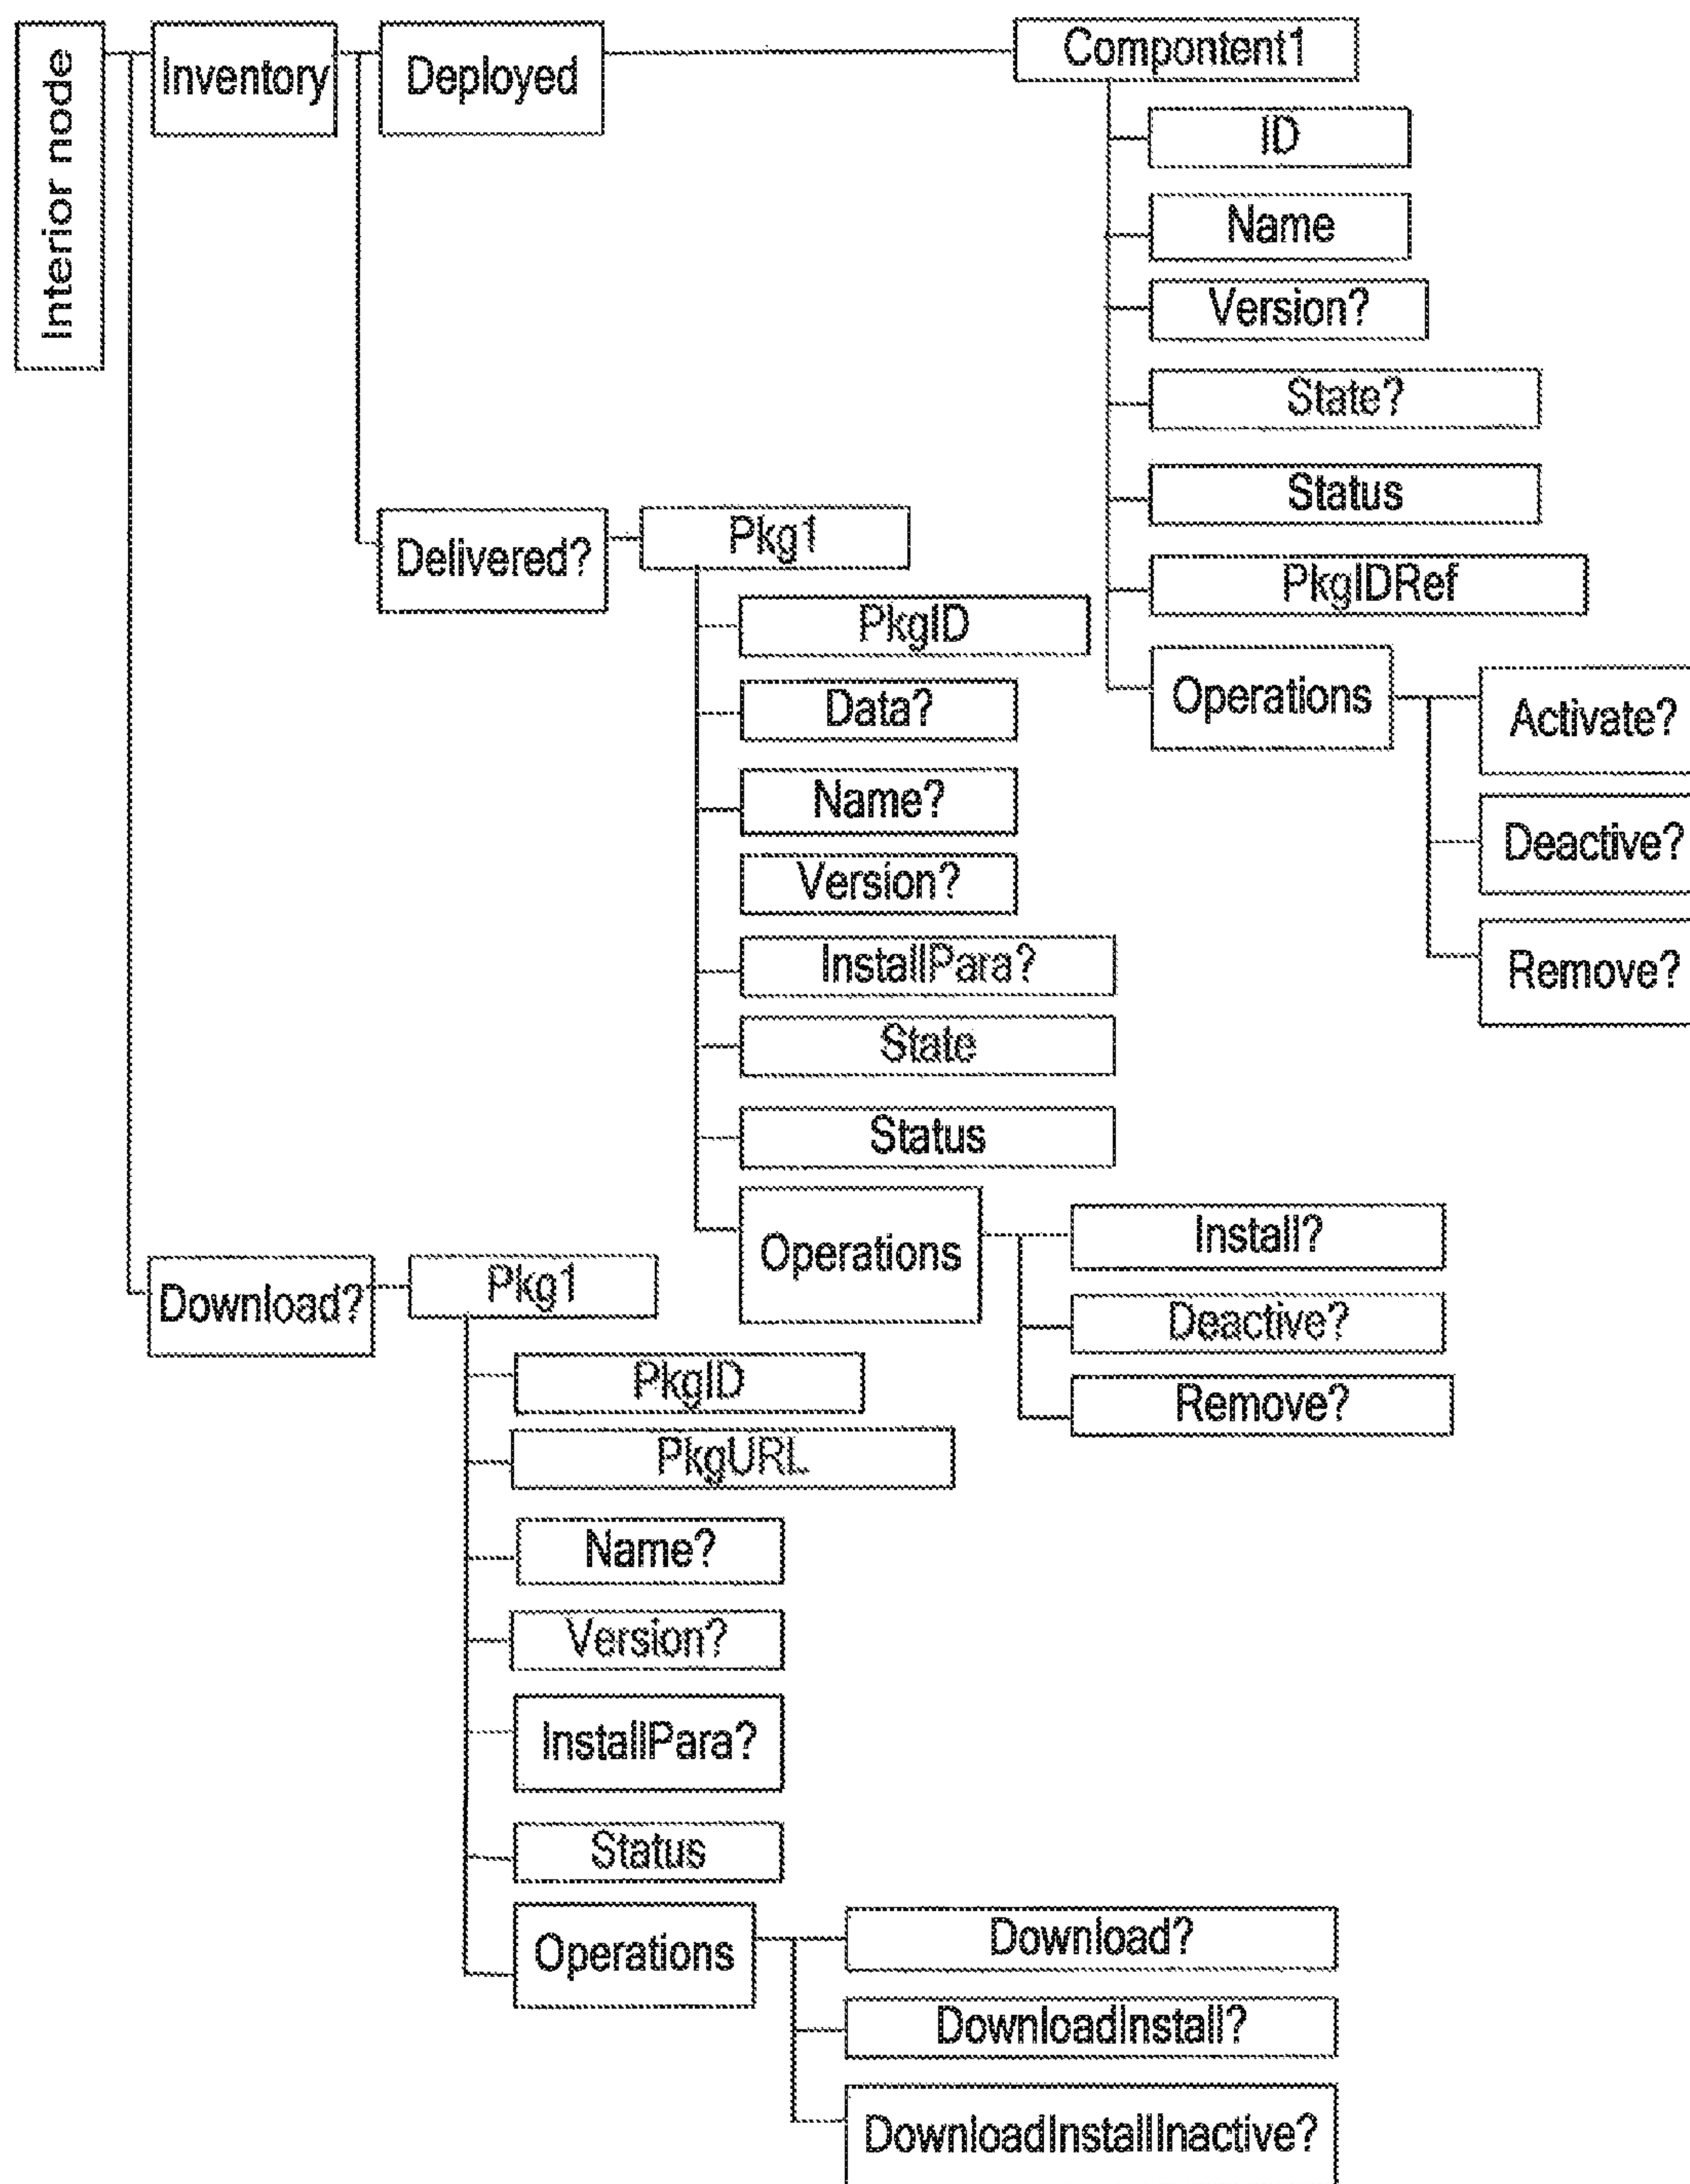 Interior node
Inventory
Deployed
Compontent1
ID
Name
Version?
State?
Status
PkgIDRef
Operations
Activate?
Deactive?
Remove?
Delivered?
Pkg1
PkgID
Data?
Name?
Version?
InstallPara?
State
Status
Operations
Install?
Deactive?
Remove?
Download?
Pkg1
PkgID
PkgURL
Name?
Version?
InstallPara?
Status
Operations
Download?
DownloadInstall?
DownloadInstallInactive?